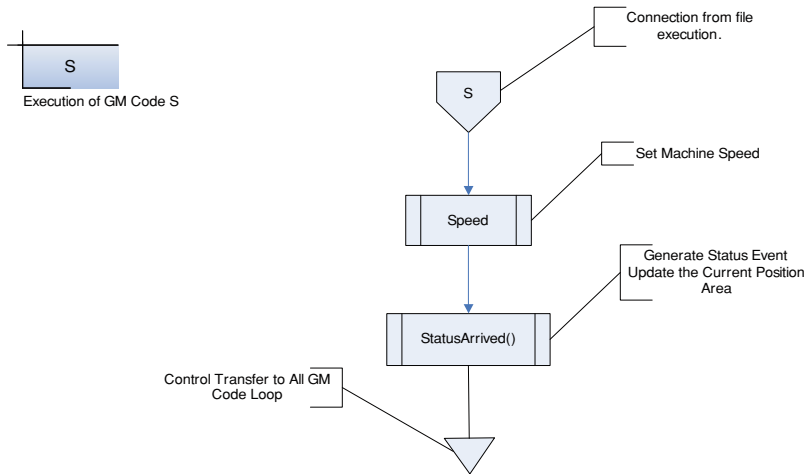 S
Execution of GM Code S
Connection from file
execution.
S
Set Machine Speed
Speed
Generate Status Event
Update the Current Position
Area
StatusArrived()
Control Transfer to All GM
Code Loop